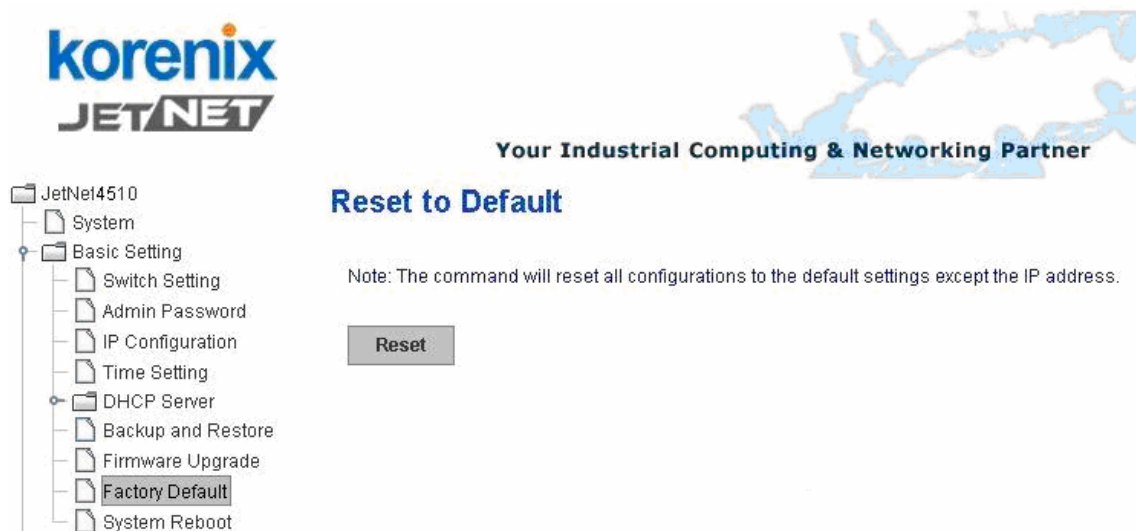 korenix
JETNET
Your Industrial Computing & Networking Partner
JetNet4510
System
Basic Setting
Switch Setting
Admin Password
IP Configuration
Time Setting
DHCP Server
Backup and Restore
Firmware Upgrade
Factory Default
System Reboot
Reset to Default
Note: The command will reset all configurations to the default settings except the IP address.
Reset